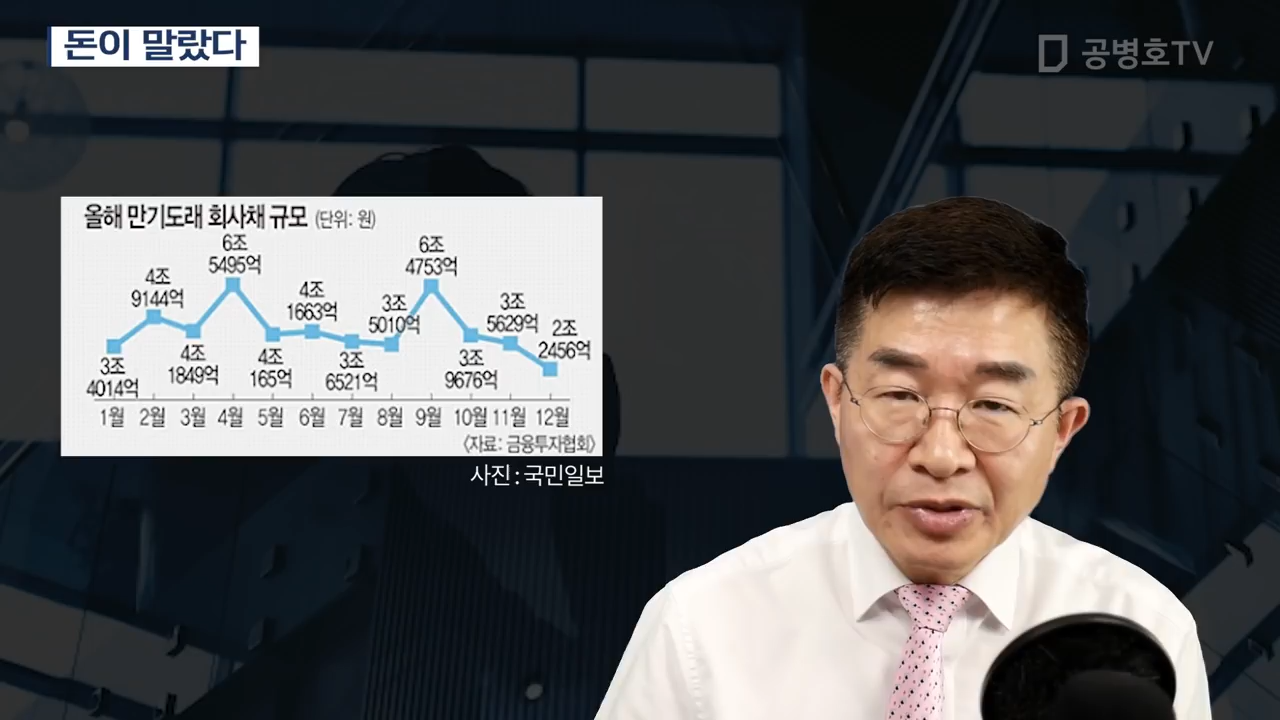 돈이 말랐다
공병호TV
올해 만기도래 회사채 규모 (단위: 원)
3조
4014억
4조
9144억
4조
1849억
6조
5495억
4조
165억
4조
1663억
3조
6521억
3조
5010억
6조
4753억
3조
9676억
3조
5629억
2조
2456억
1월 2월 3월 4월 5월 6월 7월 8월 9월 10월 11월 12월
〈자료: 금융투자협회〉
사진 : 국민일보